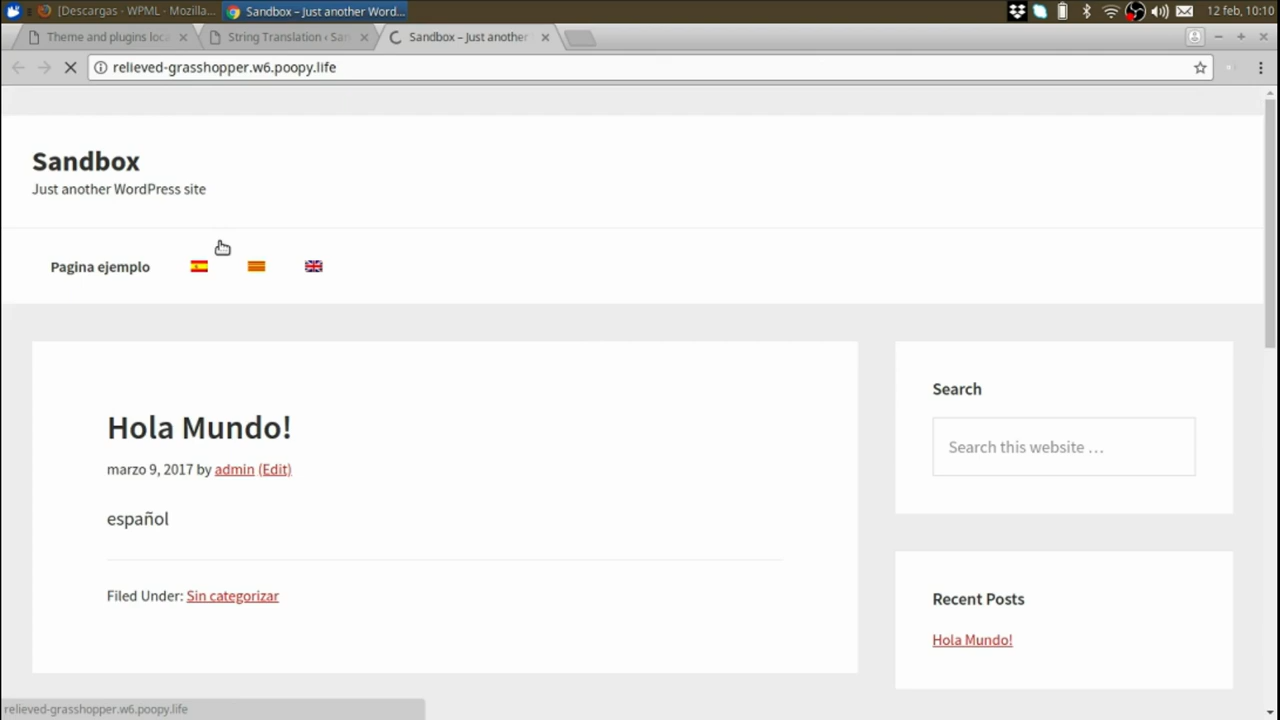 [Descargas - WPML - Mozilla...
Sandbox – Just another Word...
12 feb, 10:10
Theme and plugins loca
String Translation ‹ San
Sandbox – Just another
relieved-grasshopper.w6.poopy.life
Sandbox
Just another WordPress site
Pagina ejemplo
Hola Mundo!
marzo 9, 2017 by admin (Edit)
español
Filed Under: Sin categorizar
Search
Search this website …
Recent Posts
Hola Mundo!
relieved-grasshopper.w6.poopy.life